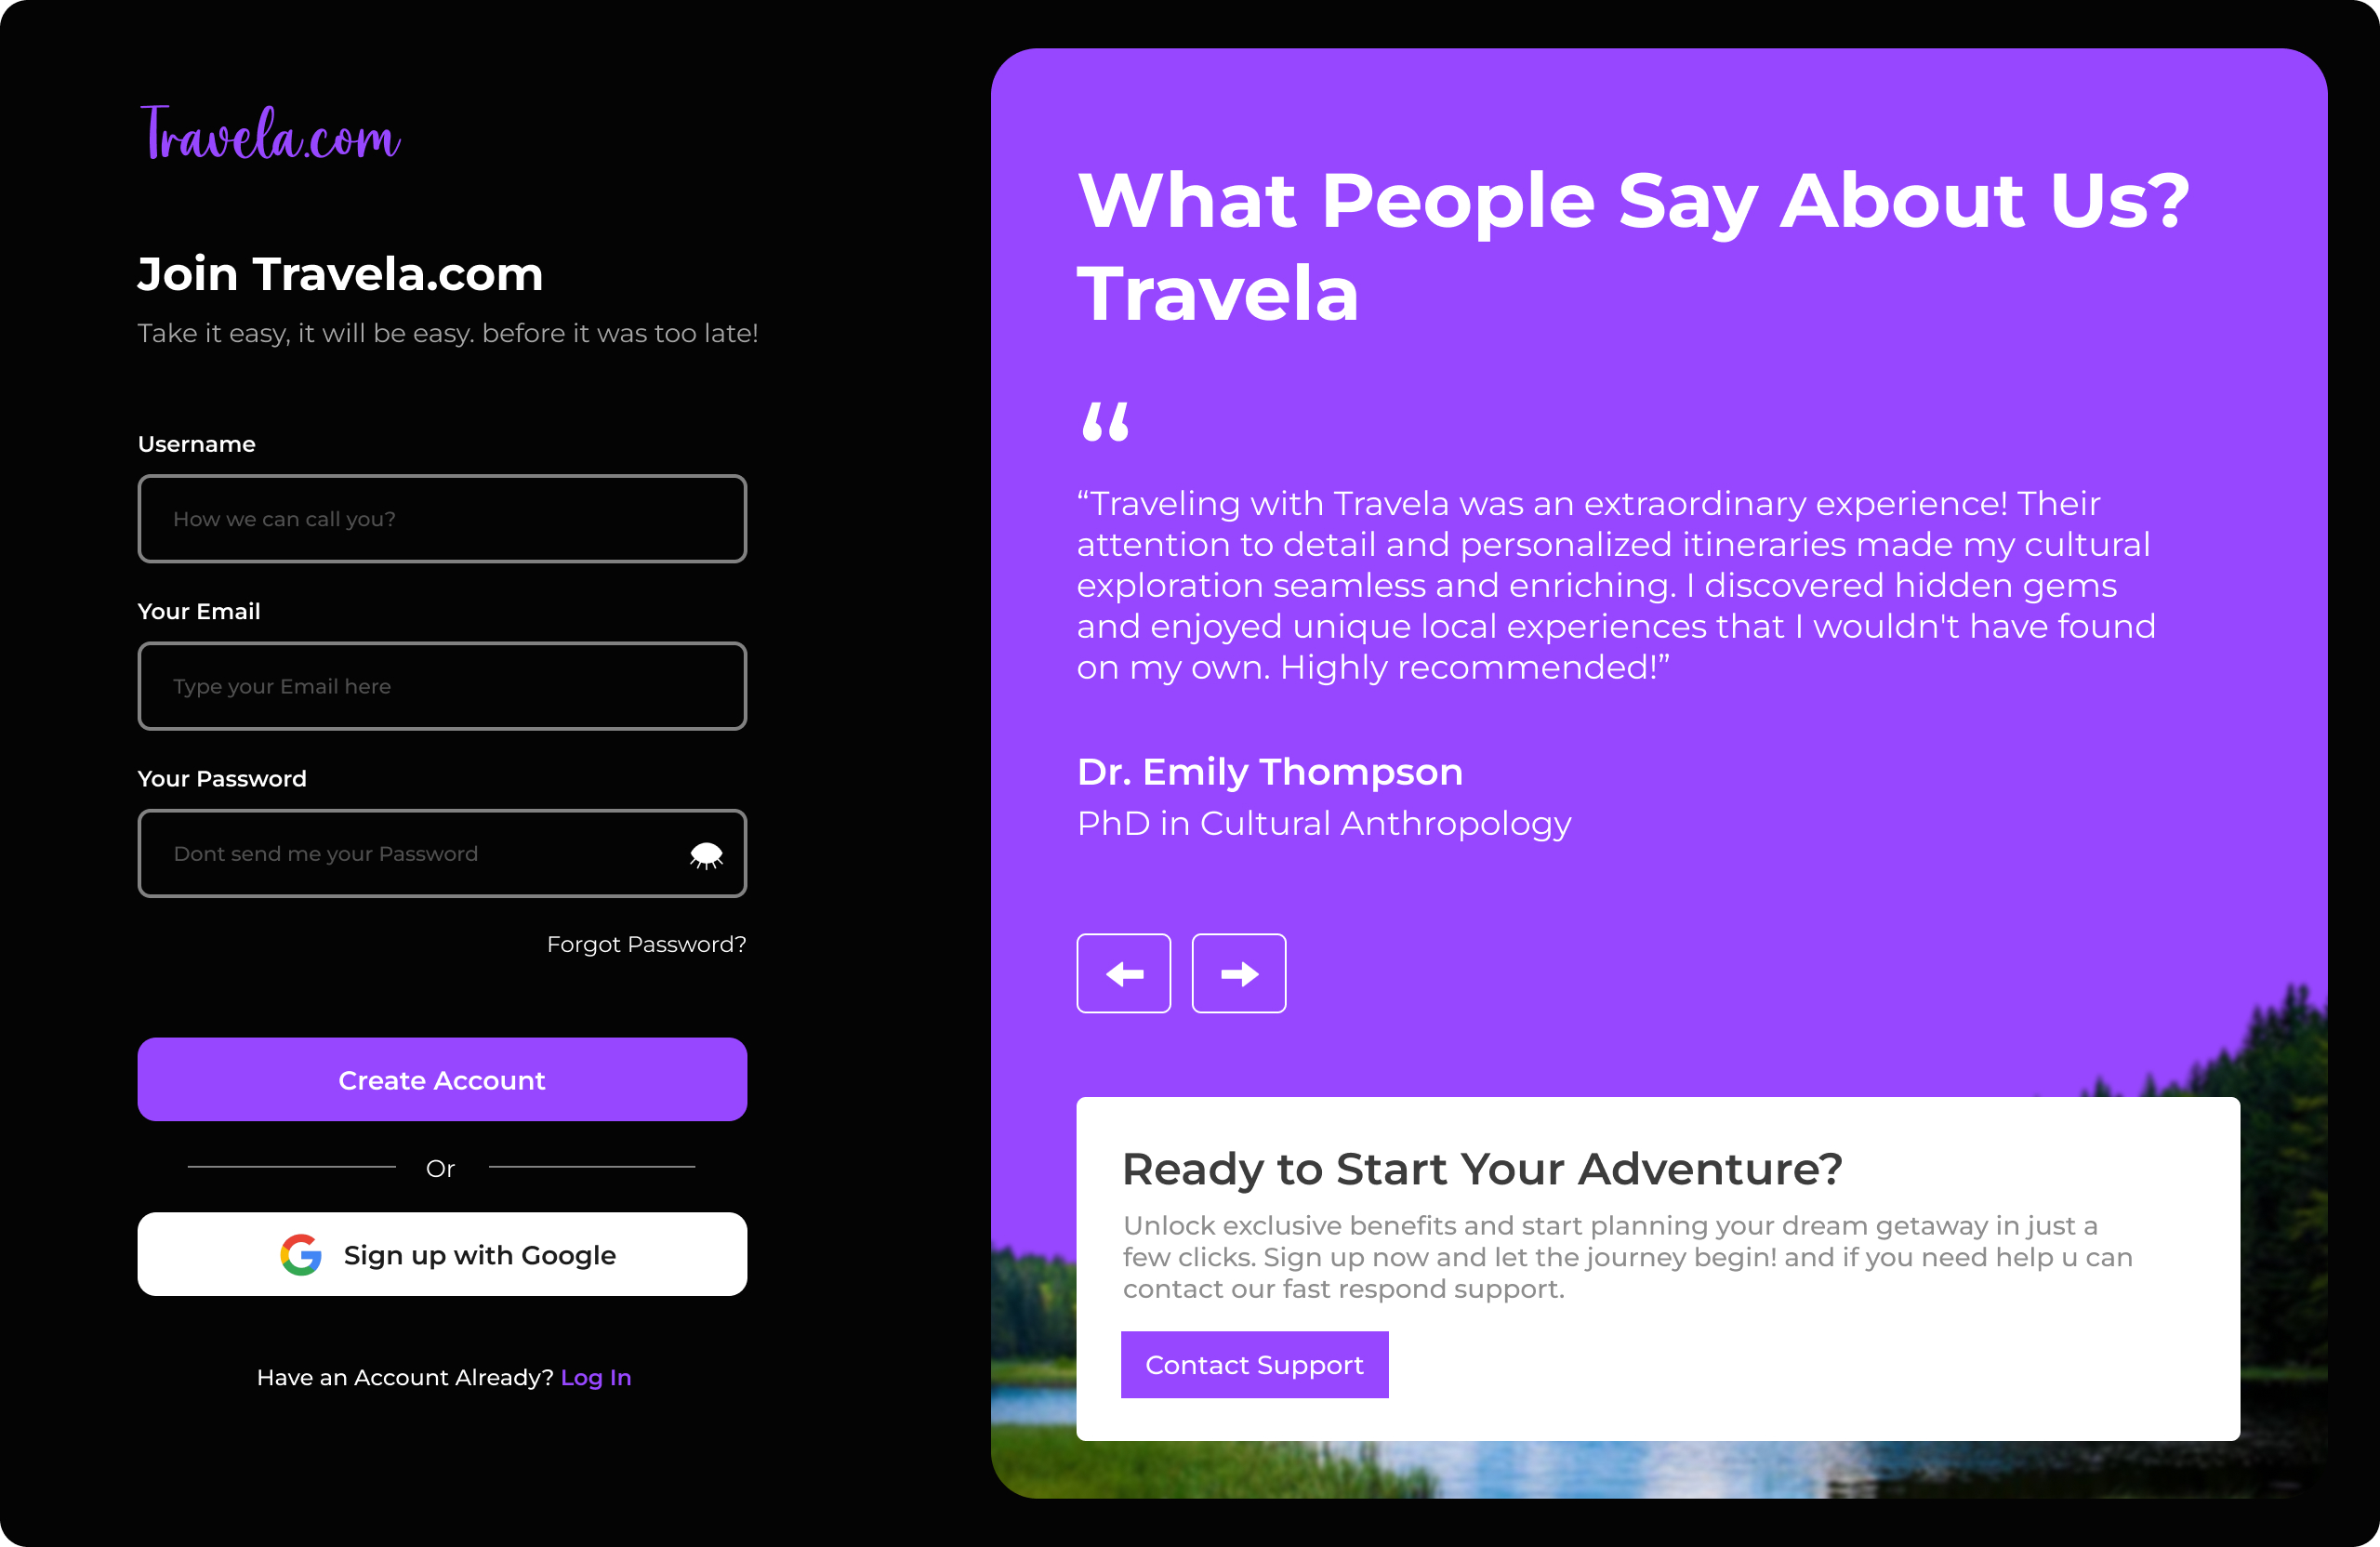 Travela.com
Join Travela.com
Take it easy, it will be easy. before it was too late!
Username
How we can call you?
Your Email
Type your Email here
Your Password
Dont send me your Password
Forgot Password?
Create Account
Or
Sign up with Google
Have an Account Already? Log In
What People Say About Us?
Travela
“
“Traveling with Travela was an extraordinary experience! Their
attention to detail and personalized itineraries made my cultural
exploration seamless and enriching. I discovered hidden gems
and enjoyed unique local experiences that I wouldn't have found
on my own. Highly recommended!”
Dr. Emily Thompson
PhD in Cultural Anthropology
Ready to Start Your Adventure?
Unlock exclusive benefits and start planning your dream getaway in just a
few clicks. Sign up now and let the journey begin! and if you need help u can
contact our fast respond support.
Contact Support